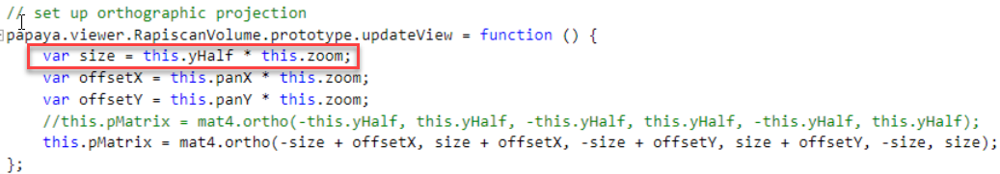 // set up orthographic projection
papaya.viewer.RapiscanVolume.prototype.updateView = function () {
var size = this.yHalf * this.zoom;
var offsetX = this.panX * this.zoom;
var offsetY = this.panY * this.zoom;
//this.pMatrix = mat4.ortho(-this.yHalf, this.yHalf, -this.yHalf, this.yHalf, -this.yHalf, this.yHalf);
this.pMatrix = mat4.ortho(-size + offsetX, size + offsetX, -size + offsetY, size + offsetY, -size, size);
};